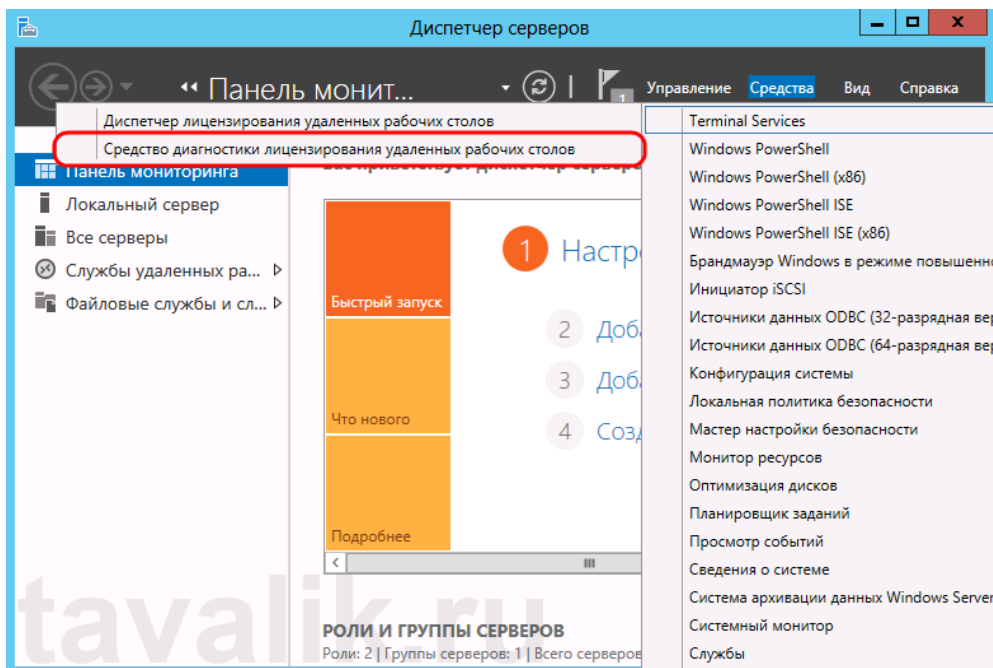 Диспетчер серверов
Панель монит...
1
Управление
Средства
Вид
Справка
Диспетчер лицензирования удаленных рабочих столов
Средство диагностики лицензирования удаленных рабочих столов
Панель мониторинга
Локальный сервер
Все серверы
Службы удаленных ра...
Файловые службы и сл...
Быстрый запуск
Что нового
Подробнее
1 Настро
2 Доба
3 Доба
4 Созд
РОЛИ И ГРУППЫ СЕРВЕРОВ
Роли: 2 | Группы серверов: 1 | Всего серверов
Terminal Services
Windows PowerShell
Windows PowerShell (x86)
Windows PowerShell ISE
Windows PowerShell ISE (x86)
Брандмауэр Windows в режиме повышенно
Инициатор iSCSI
Источники данных ODBC (32-разрядная вер
Источники данных ODBC (64-разрядная вер
Конфигурация системы
Локальная политика безопасности
Мастер настройки безопасности
Монитор ресурсов
Оптимизация дисков
Планировщик заданий
Просмотр событий
Сведения о системе
Система архивации данных Windows Server
Системный монитор
Службы
tavalik.ru